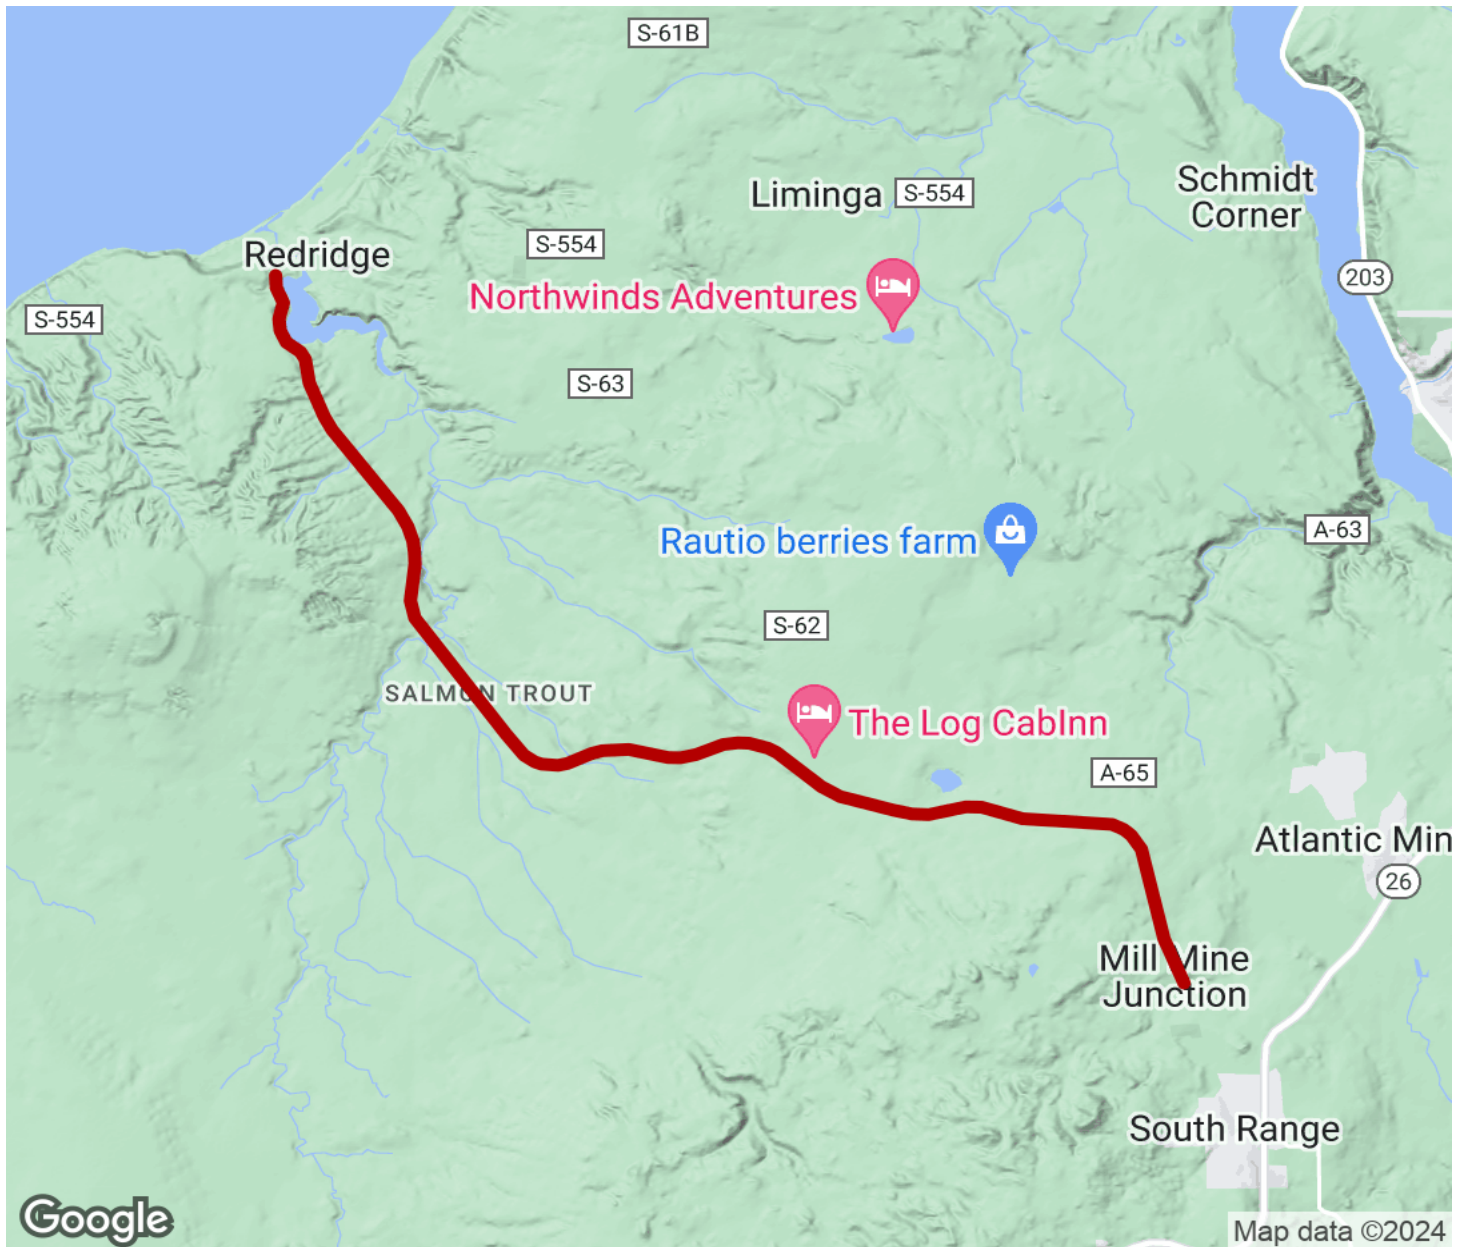 S-61B
Schmidt
Corner
Liminga
S-554
S-554
Redridge
203
Northwinds Adventures
S-554
S-63
A-63
Rautio berries farm
S-62
SALMON TROUT
The Log CabInn
A-65
Atlantic Min
26
Mill Mine
Junction
South Range
Google
Map data ©2024